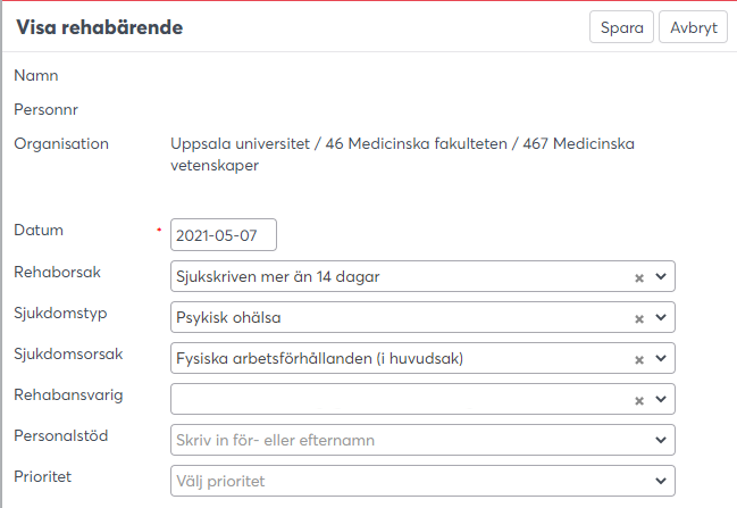 Visa rehabärende
Spara
Avbryt
Namn
Personnr
Organisation
Uppsala universitet / 46 Medicinska fakulteten / 467 Medicinska
vetenskaper
Datum * 2021-05-07
Rehaborsak Sjukskriven mer än 14 dagar
Sjukdomstyp Psykisk ohälsa
Sjukdomsorsak Fysiska arbetsförhållanden (i huvudsak)
Rehabansvarig
Personalstöd Skriv in för- eller efternamn
Prioritet Välj prioritet